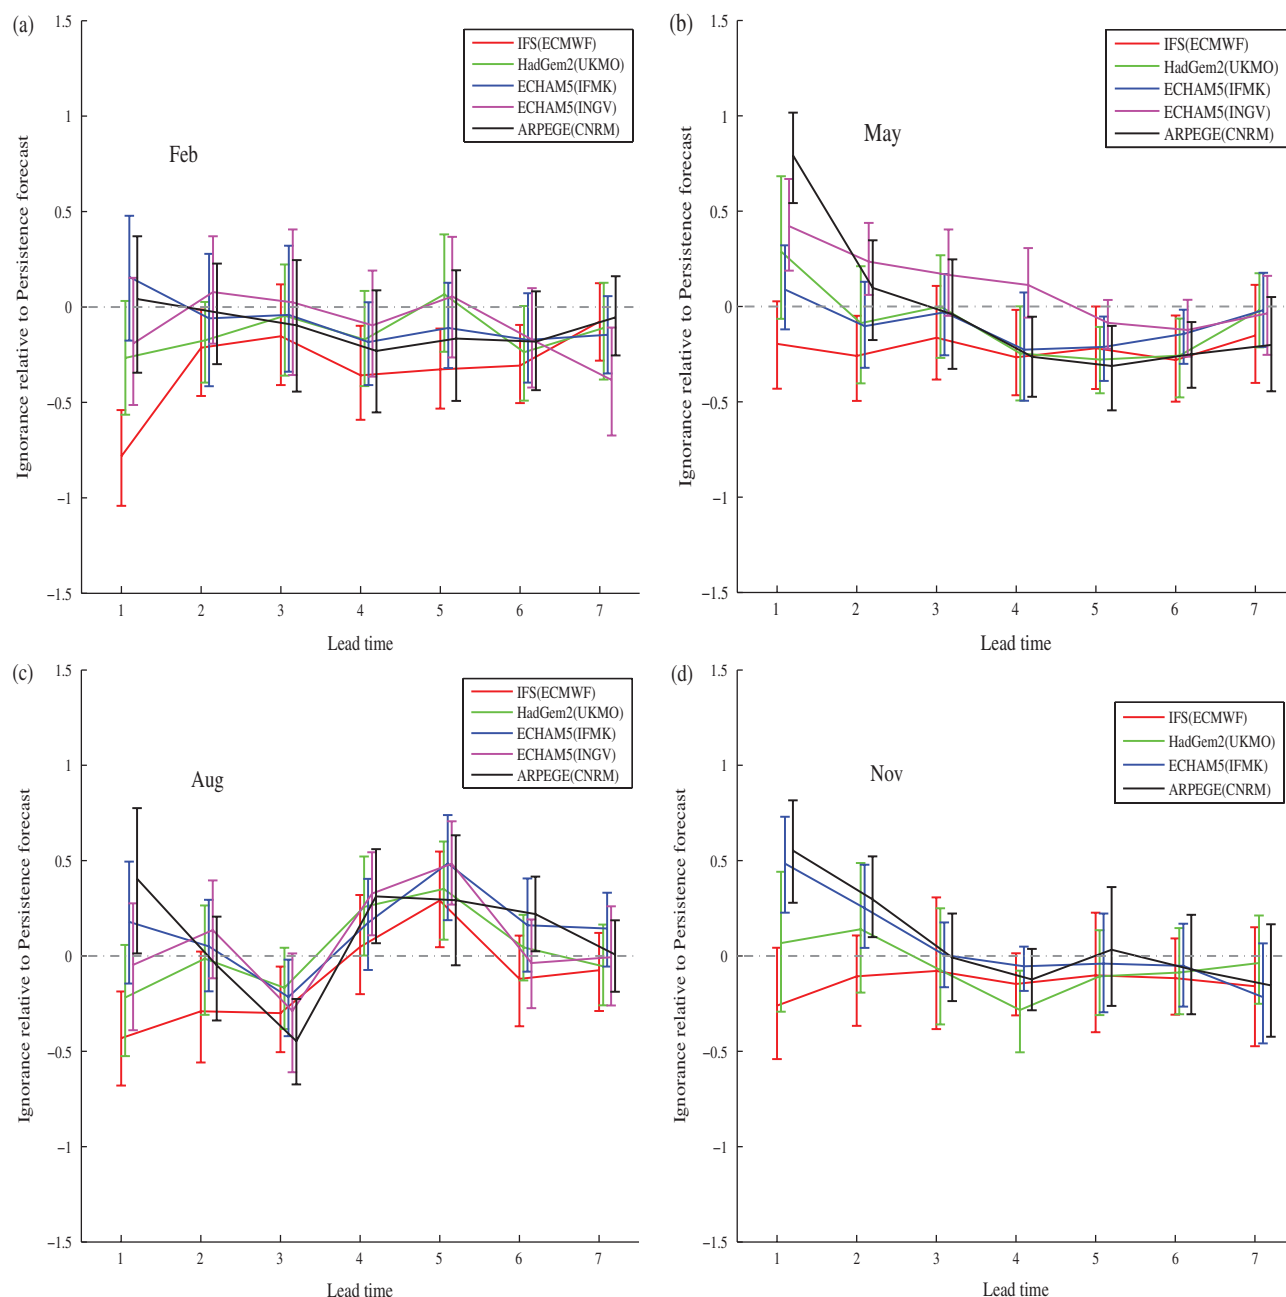 (a)
Ignorance relative to Persistence forecast
1.5
1
0.5
0
−0.5
−1
−1.5
Feb
IFS(ECMWF)
HadGem2(UKMO)
ECHAM5(IFMK)
ECHAM5(INGV)
ARPEGE(CNRM)
1 2 3 4 5 6 7
Lead time
(b)
Ignorance relative to Persistence forecast
1.5
1
0.5
0
−0.5
−1
−1.5
May
IFS(ECMWF)
HadGem2(UKMO)
ECHAM5(IFMK)
ECHAM5(INGV)
ARPEGE(CNRM)
1 2 3 4 5 6 7
Lead time
(c)
Ignorance relative to Persistence forecast
1.5
1
0.5
0
−0.5
−1
−1.5
Aug
IFS(ECMWF)
HadGem2(UKMO)
ECHAM5(IFMK)
ECHAM5(INGV)
ARPEGE(CNRM)
1 2 3 4 5 6 7
Lead time
(d)
Ignorance relative to Persistence forecast
1.5
1
0.5
0
−0.5
−1
−1.5
Nov
IFS(ECMWF)
HadGem2(UKMO)
ECHAM5(IFMK)
ARPEGE(CNRM)
1 2 3 4 5 6 7
Lead time